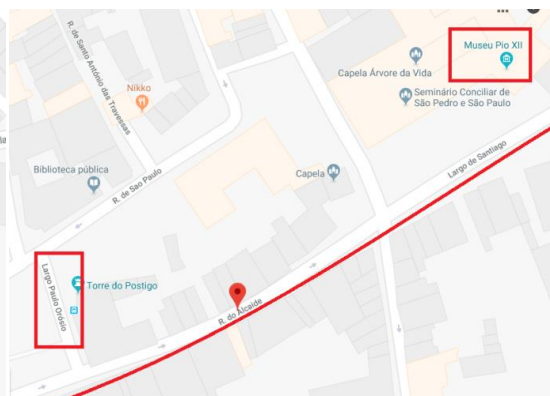 R. de Santo António das Travessas
Museu Pio XII
Capela Árvore da Vida
Nikko
Seminário Conciliar de
São Pedro e São Paulo
Largo de Santiago
Biblioteca pública
Capela
R. de Sao Paulo
Largo Paulo Orósio
Torre do Postigo
R. do Alcaide